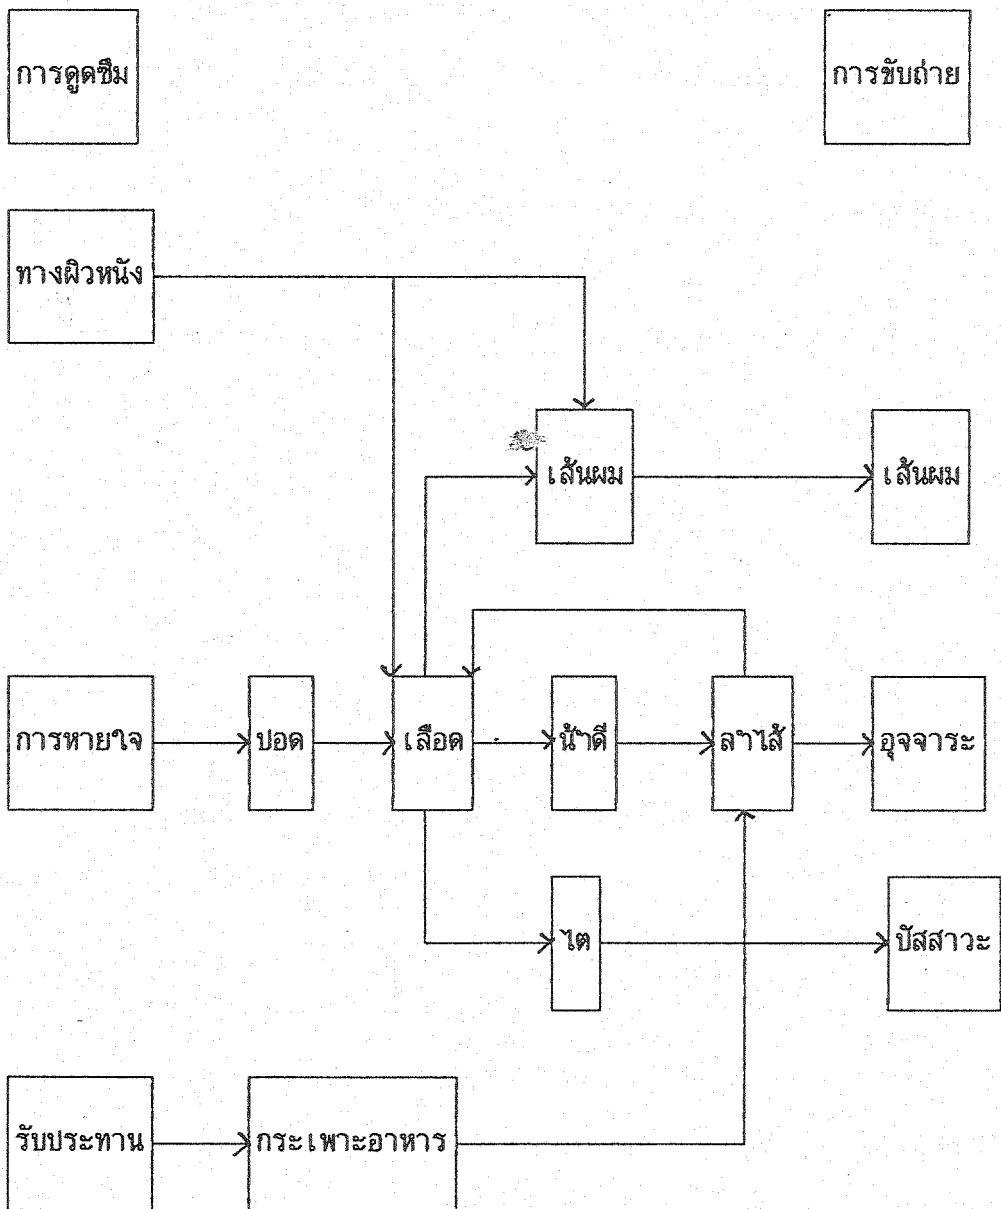 การดูดซึม
การขับถ่าย
ทางผิวหนัง
เส้นผม
เส้นผม
การหายใจ
ปอด
เลือด
น้ำดี
ลำไส้
อุจจาระ
ไต
ปัสสาวะ
รับประทาน
กระเพาะอาหาร